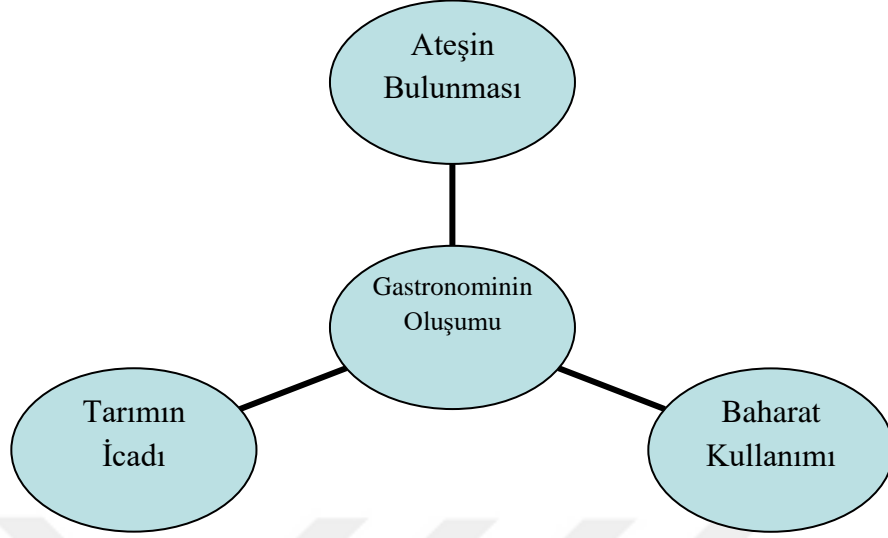 Ateşin
Bulunması
Gastronominin
Oluşumu
Tarımın
İcadı
Baharat
Kullanımı